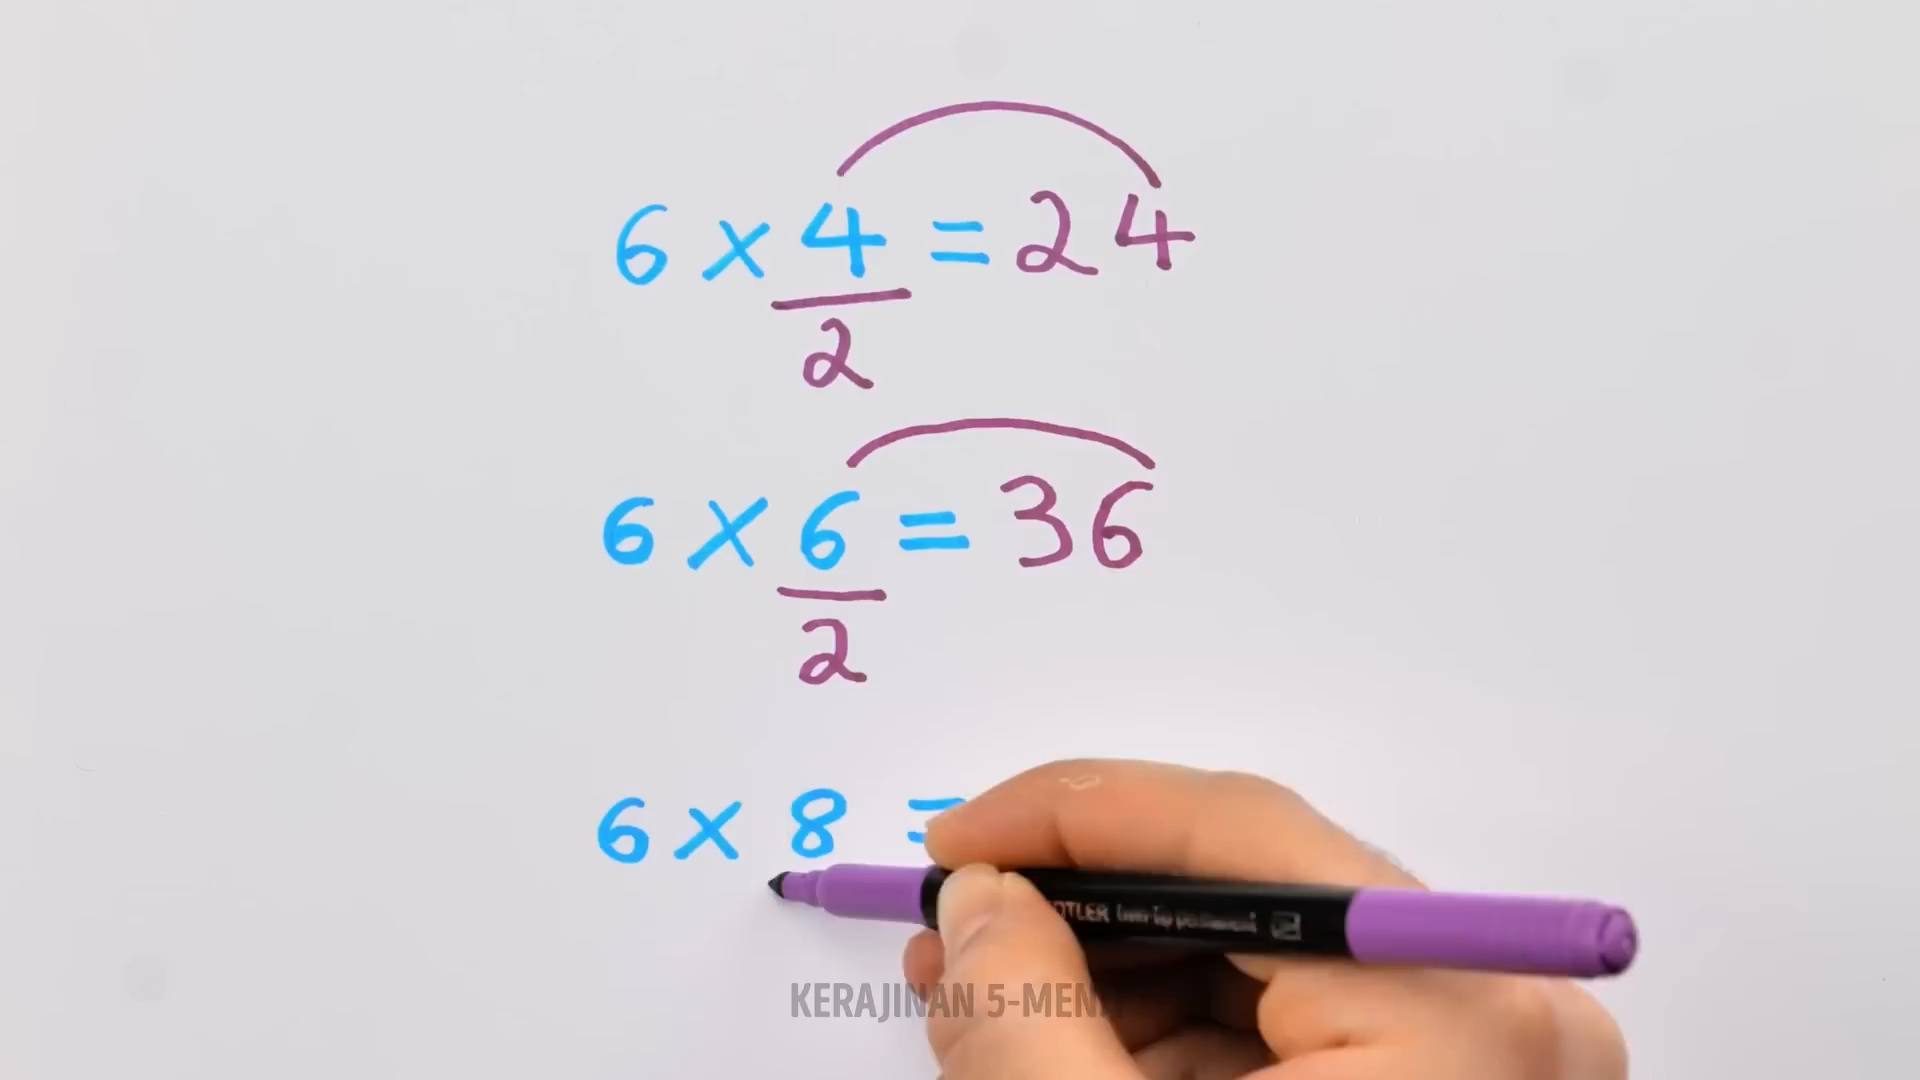 6 × 4 = 24
2
6 × 6 = 36
2
6 × 8 =
KERAJINAN 5-MEN